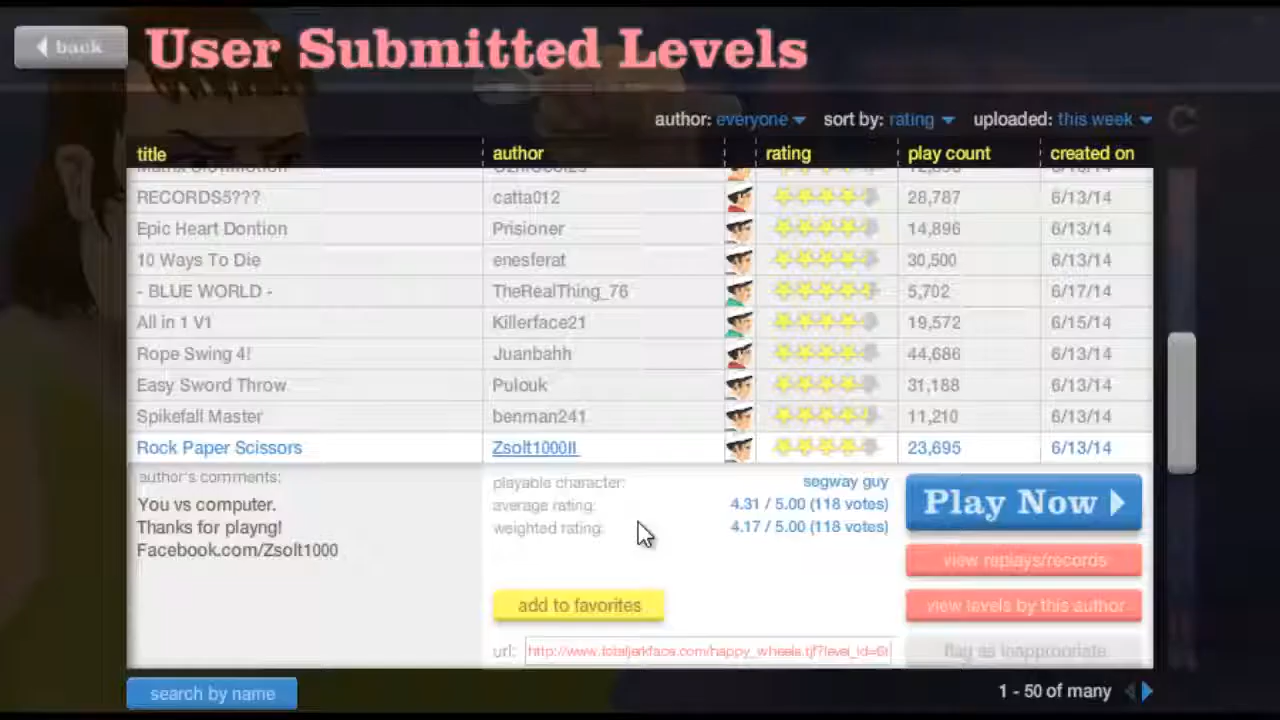 back
User Submitted Levels
author: everyone sort by: rating uploaded: this week
title author rating play count created on
RECORDS5??? catta012 28,787 6/13/14
Epic Heart Dontion Prisioner 14,896 6/13/14
10 Ways To Die enesferat 30,500 6/13/14
- BLUE WORLD - TheRealThing_76 5,702 6/17/14
All in 1 V1 Killerface21 19,572 6/15/14
Rope Swing 4! Juanbahh 44,686 6/13/14
Easy Sword Throw Pulouk 31,188 6/13/14
Spikefall Master benman241 11,210 6/13/14
Rock Paper Scissors Zsolt1000II 23,695 6/13/14
author's comments:
You vs computer.
Thanks for playng!
Facebook.com/Zsolt1000
playable character: segway guy
average rating: 4.31 / 5.00 (118 votes)
weighted rating: 4.17 / 5.00 (118 votes)
add to favorites
url: http://www.totaljerkface.com/happy_wheels.tjf?level_id=6
Play Now
view replays/records
view levels by this author
flag as inappropriate
search by name
1 - 50 of many